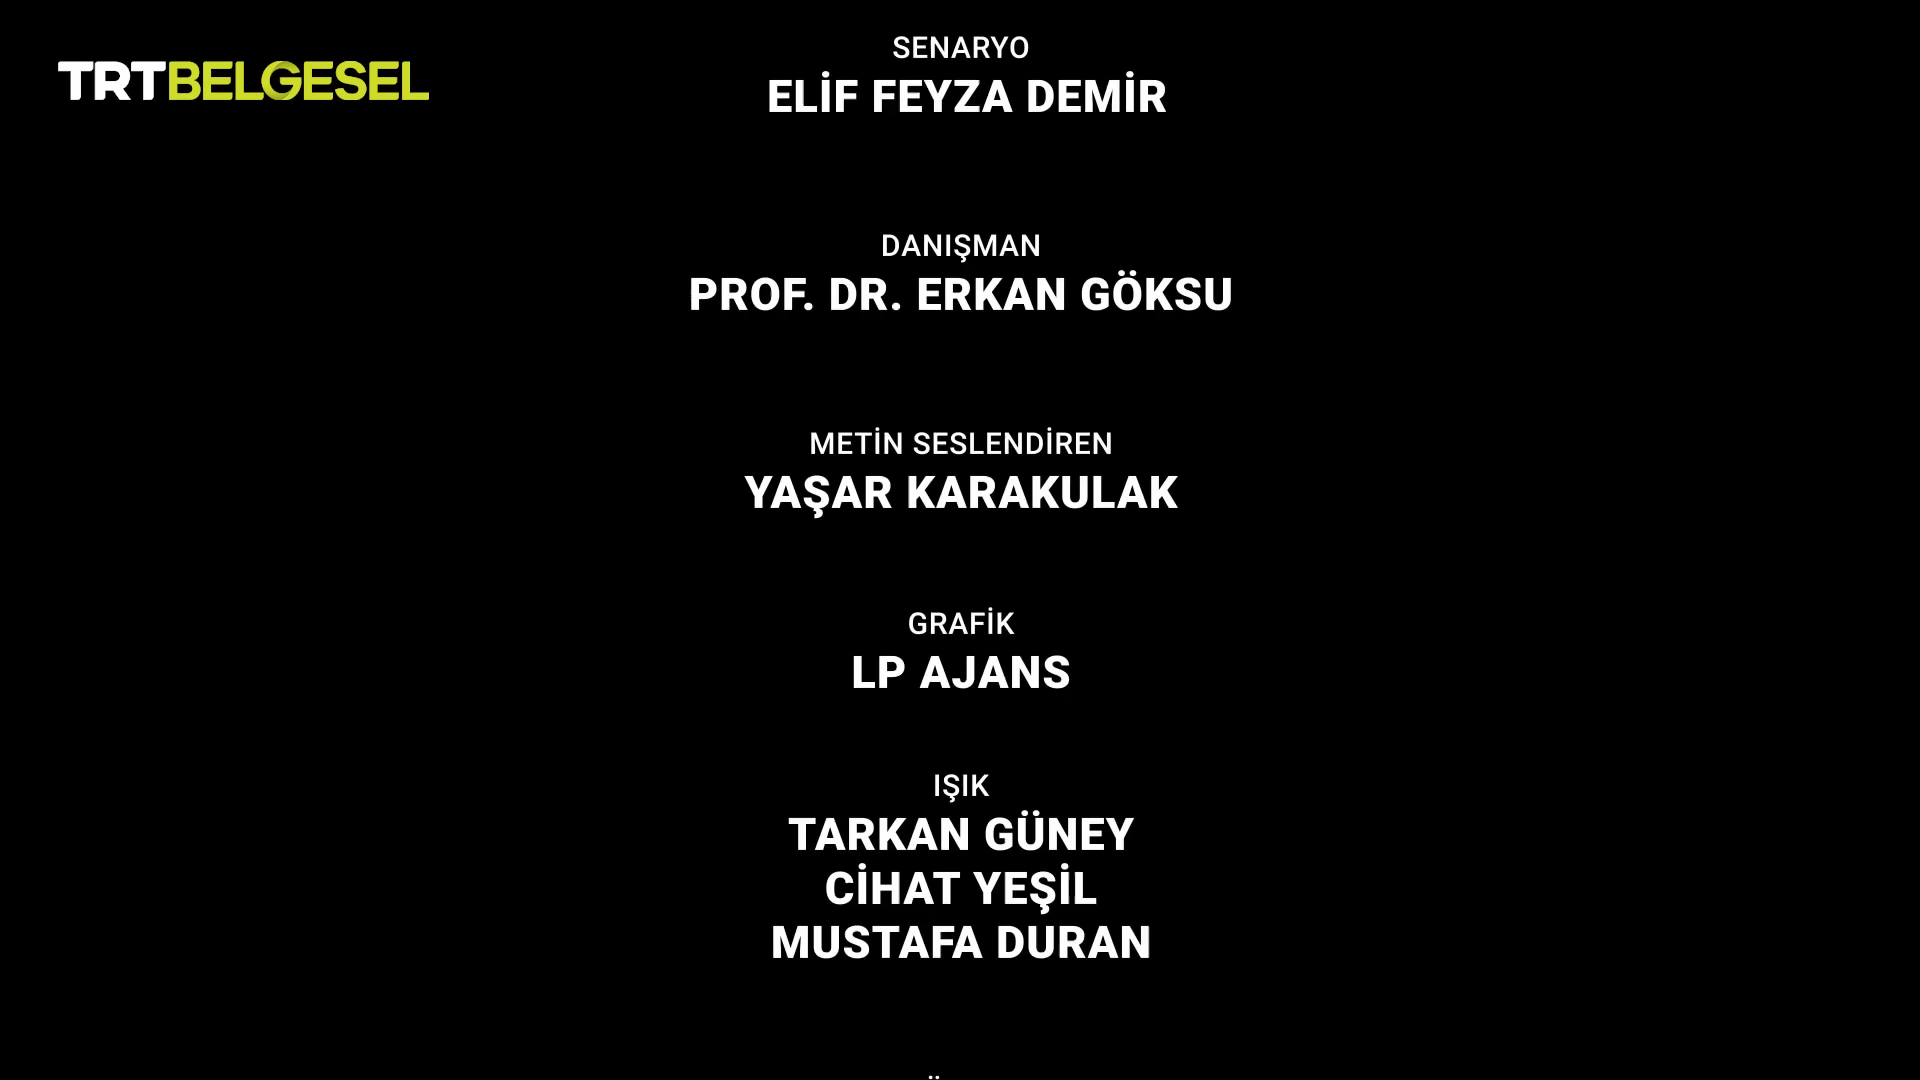 TRTBELGESEL
SENARYO
ELİF FEYZA DEMİR
DANIŞMAN
PROF. DR. ERKAN GÖKSU
METİN SESLENDİREN
YAŞAR KARAKULAK
GRAFİK
LP AJANS
IŞIK
TARKAN GÜNEY
CİHAT YEŞİL
MUSTAFA DURAN